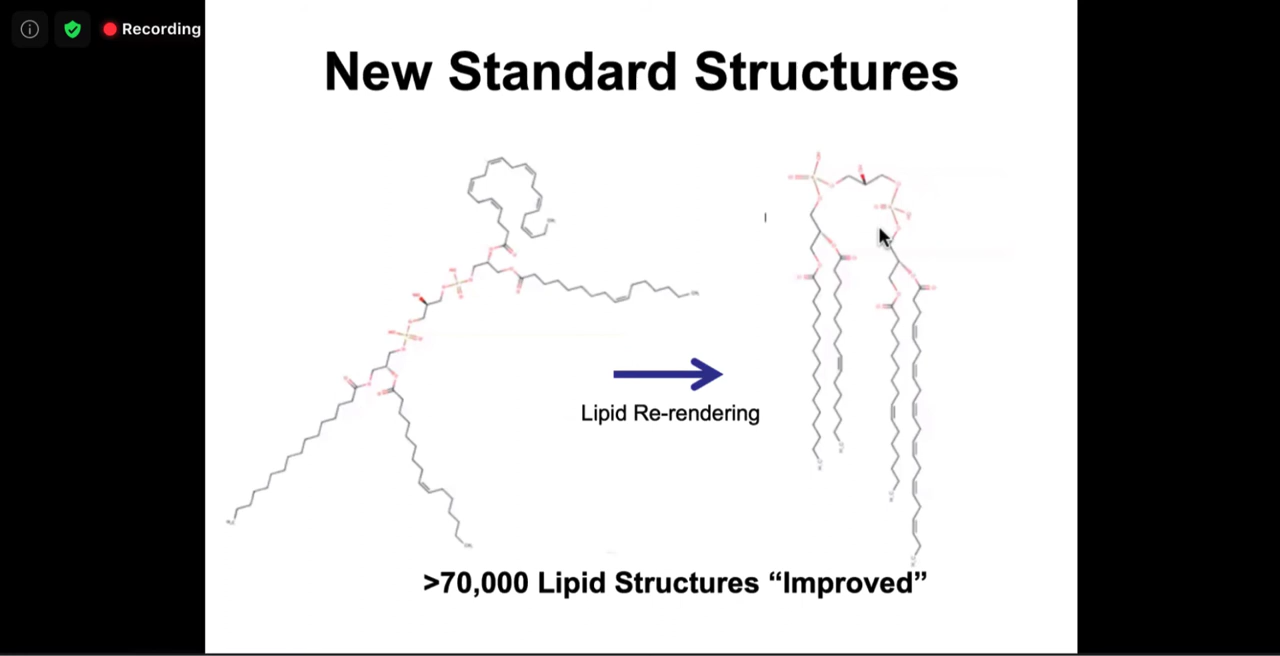 Recording
New Standard Structures
Lipid Re-rendering
>70,000 Lipid Structures “Improved”